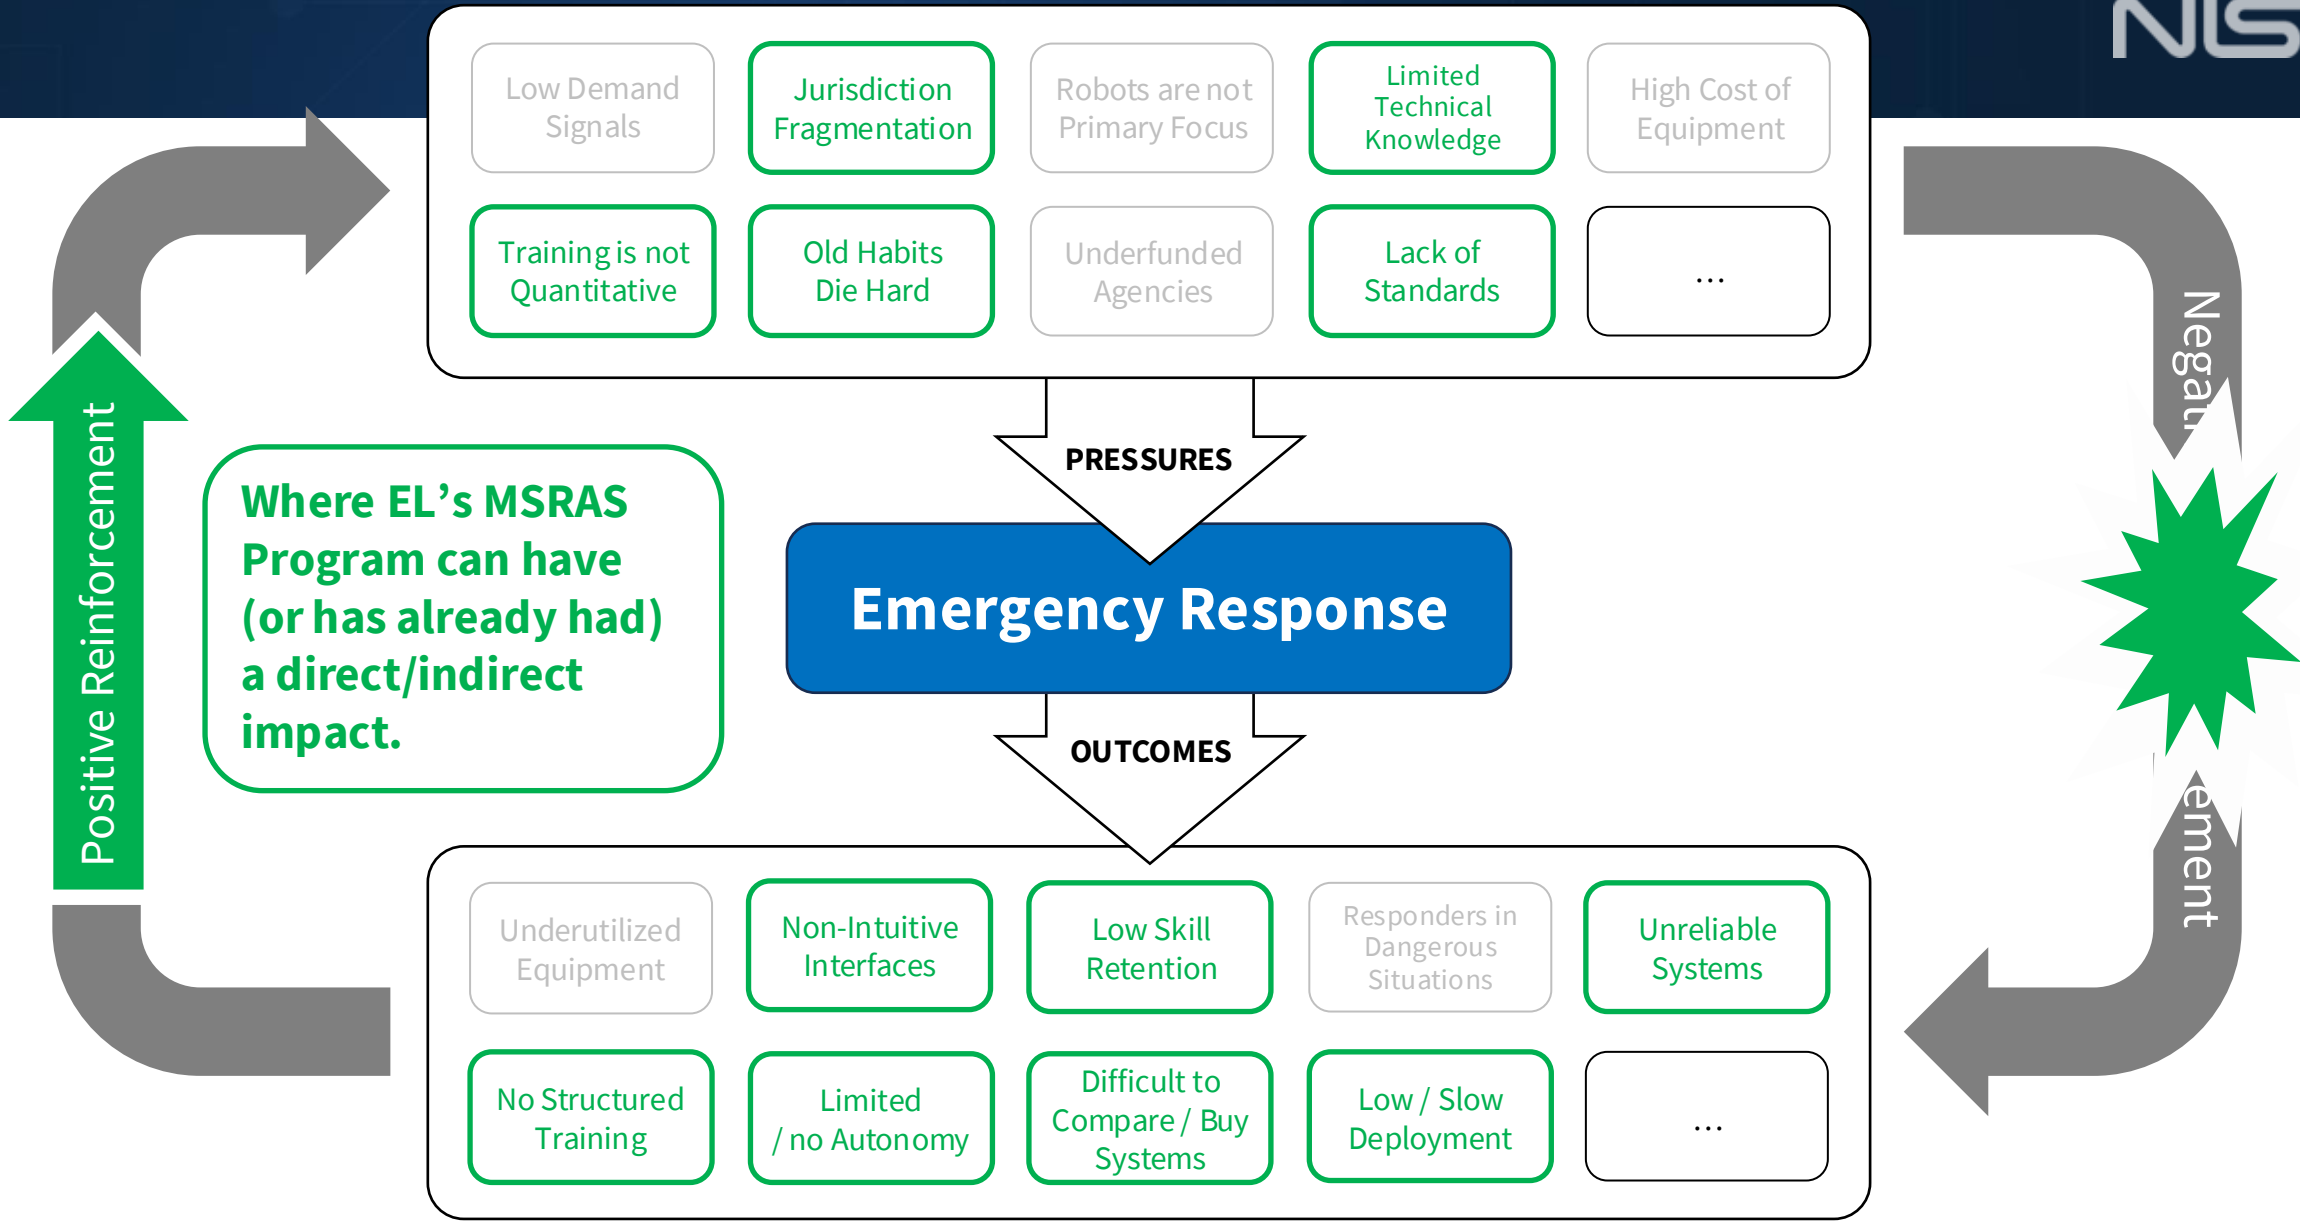 NIS
Low Demand
Signals
Jurisdiction
Fragmentation
Robots are not
Primary Focus
Limited
Technical
Knowledge
High Cost of
Equipment
Training is not
Quantitative
Old Habits
Die Hard
Underfunded
Agencies
Lack of
Standards
...
PRESSURES
Positive Reinforcement
Where EL’s MSRAS
Program can have
(or has already had)
a direct/indirect
impact.
Emergency Response
Negati
ement
OUTCOMES
Underutilized
Equipment
Non-Intuitive
Interfaces
Low Skill
Retention
Responders in
Dangerous
Situations
Unreliable
Systems
No Structured
Training
Limited
/ no Autonomy
Difficult to
Compare / Buy
Systems
Low / Slow
Deployment
...